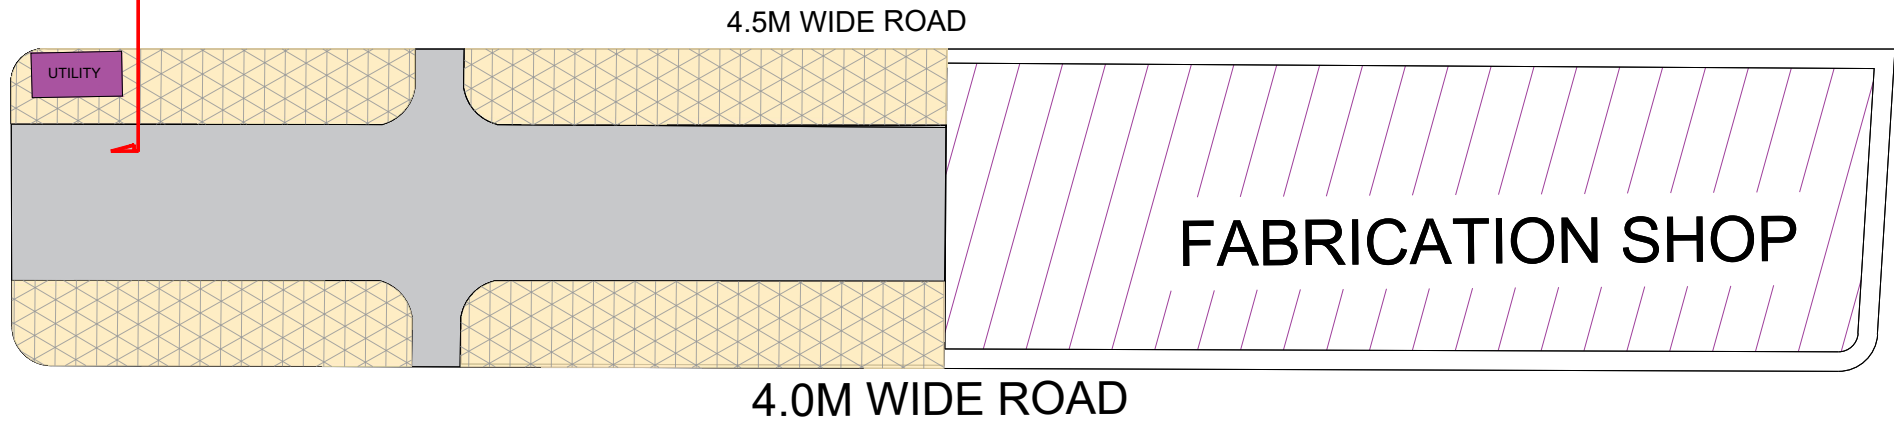 4.5M WIDE ROAD
UTILITY
FABRICATION SHOP
4.0M WIDE ROAD